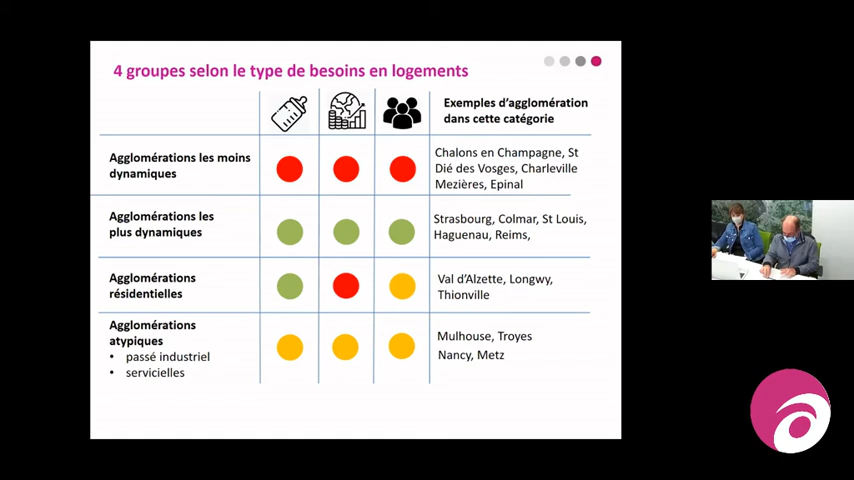 4 groupes selon le type de besoins en logements
Exemples d'agglomération
dans cette catégorie
Agglomérations les moins
dynamiques
Chalons en Champagne, St
Dié des Vosges, Charleville
Mezières, Epinal
Agglomérations les
plus dynamiques
Strasbourg, Colmar, St Louis,
Haguenau, Reims,
Agglomérations
résidentielles
Val d'Alzette, Longwy,
Thionville
Agglomérations
atypiques
• passé industriel
• servicielles
Mulhouse, Troyes
Nancy, Metz